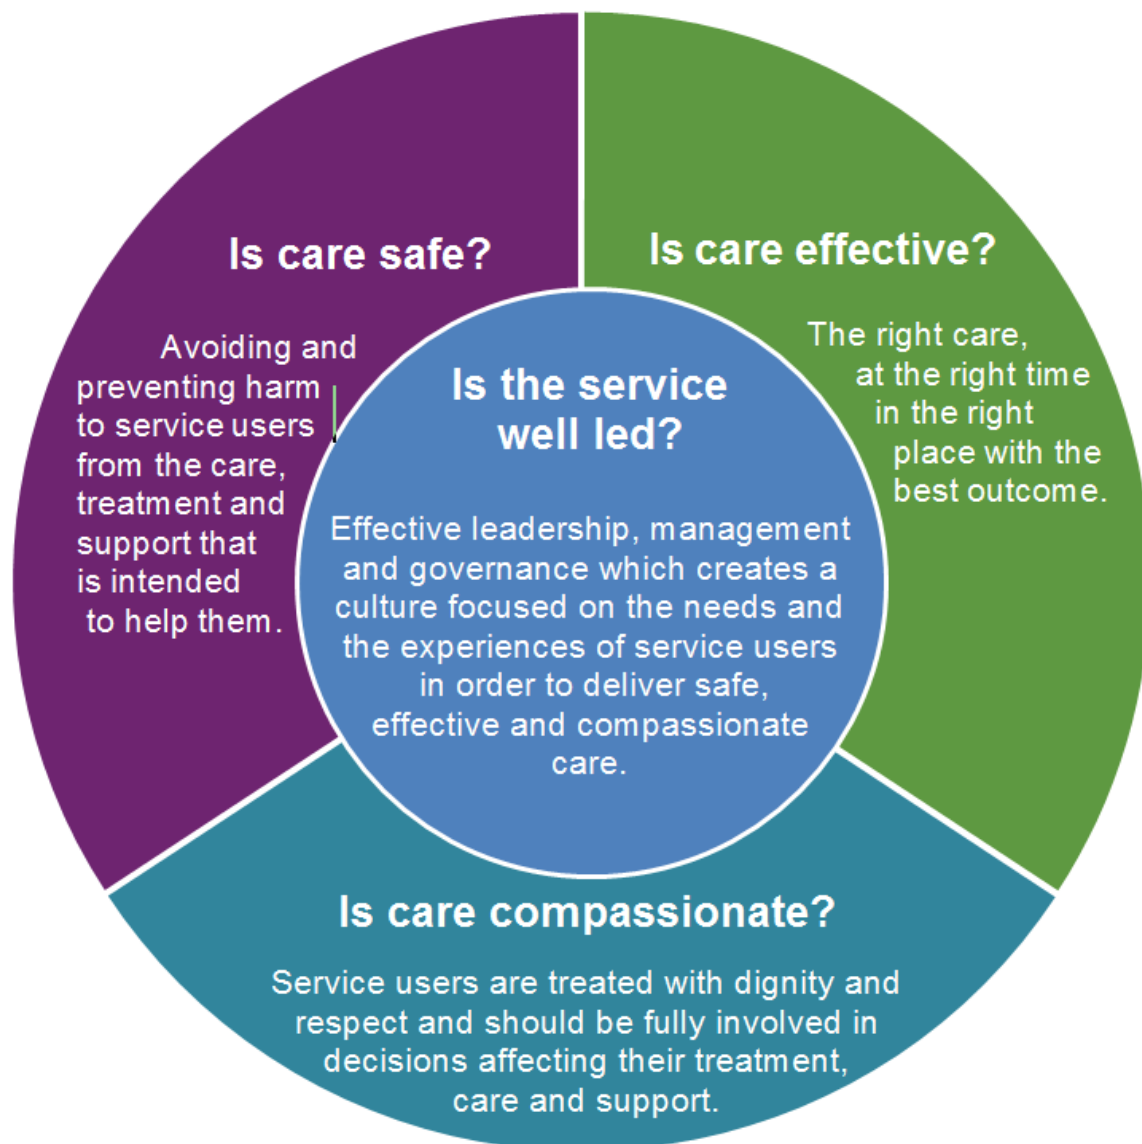 Is care safe?
Avoiding and
preventing harm
to service users
from the care,
treatment and
support that
is intended
to help them.
Is care effective?
The right care,
at the right time
in the right
place with the
best outcome.
Is the service
well led?
Effective leadership, management
and governance which creates a
culture focused on the needs and
the experiences of service users
in order to deliver safe,
effective and compassionate
care.
Is care compassionate?
Service users are treated with dignity and
respect and should be fully involved in
decisions affecting their treatment,
care and support.